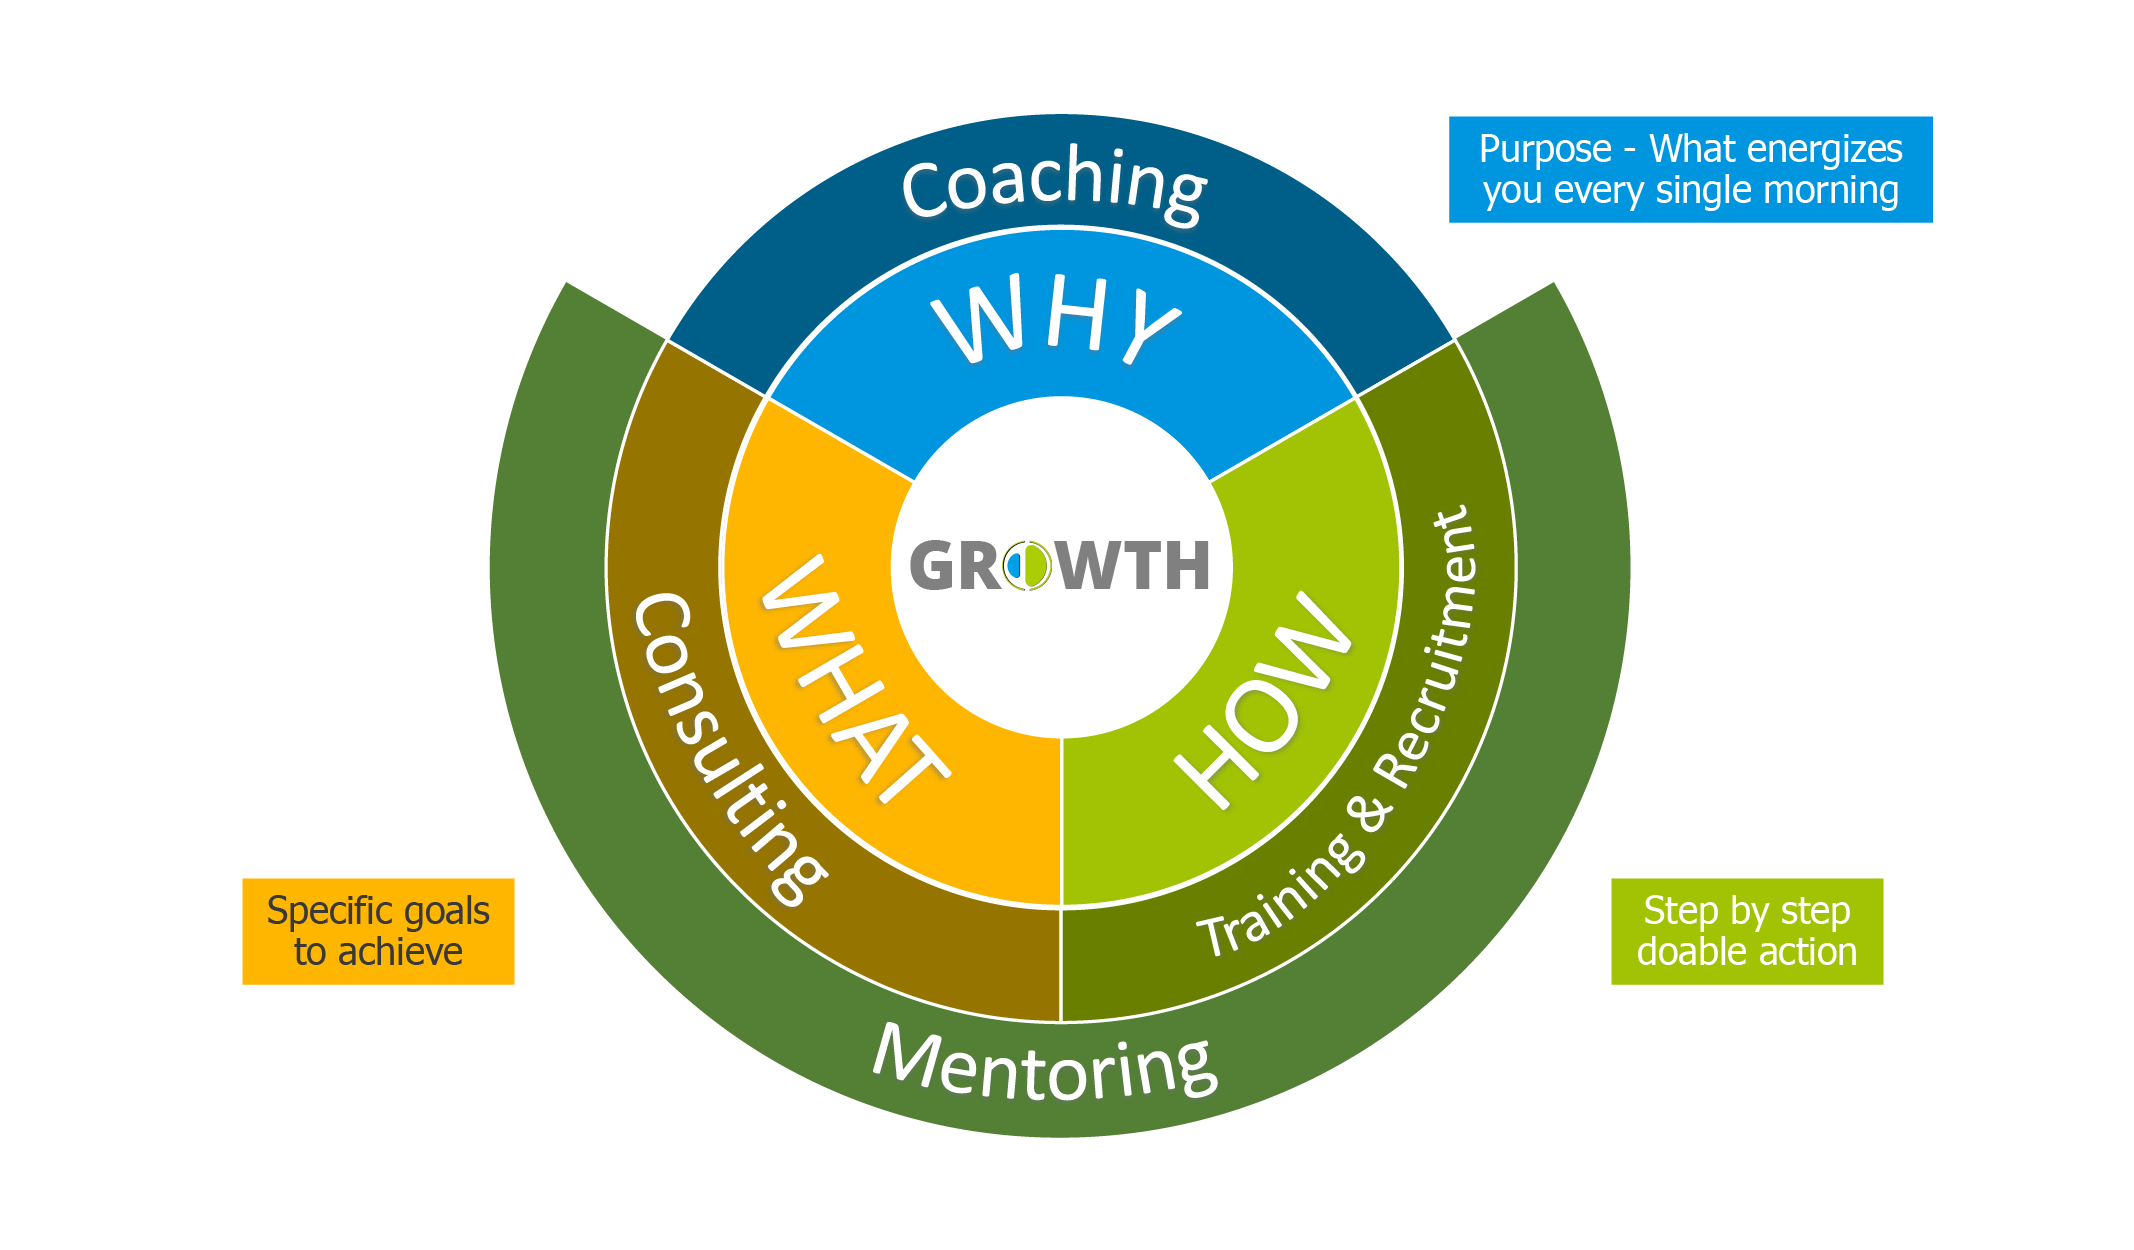 Coaching
Purpose - What energizes
you every single morning
WHY
GROWTH
WHAT
HOW
Consulting
Training & Recruitment
Specific goals
to achieve
Step by step
doable action
Mentoring